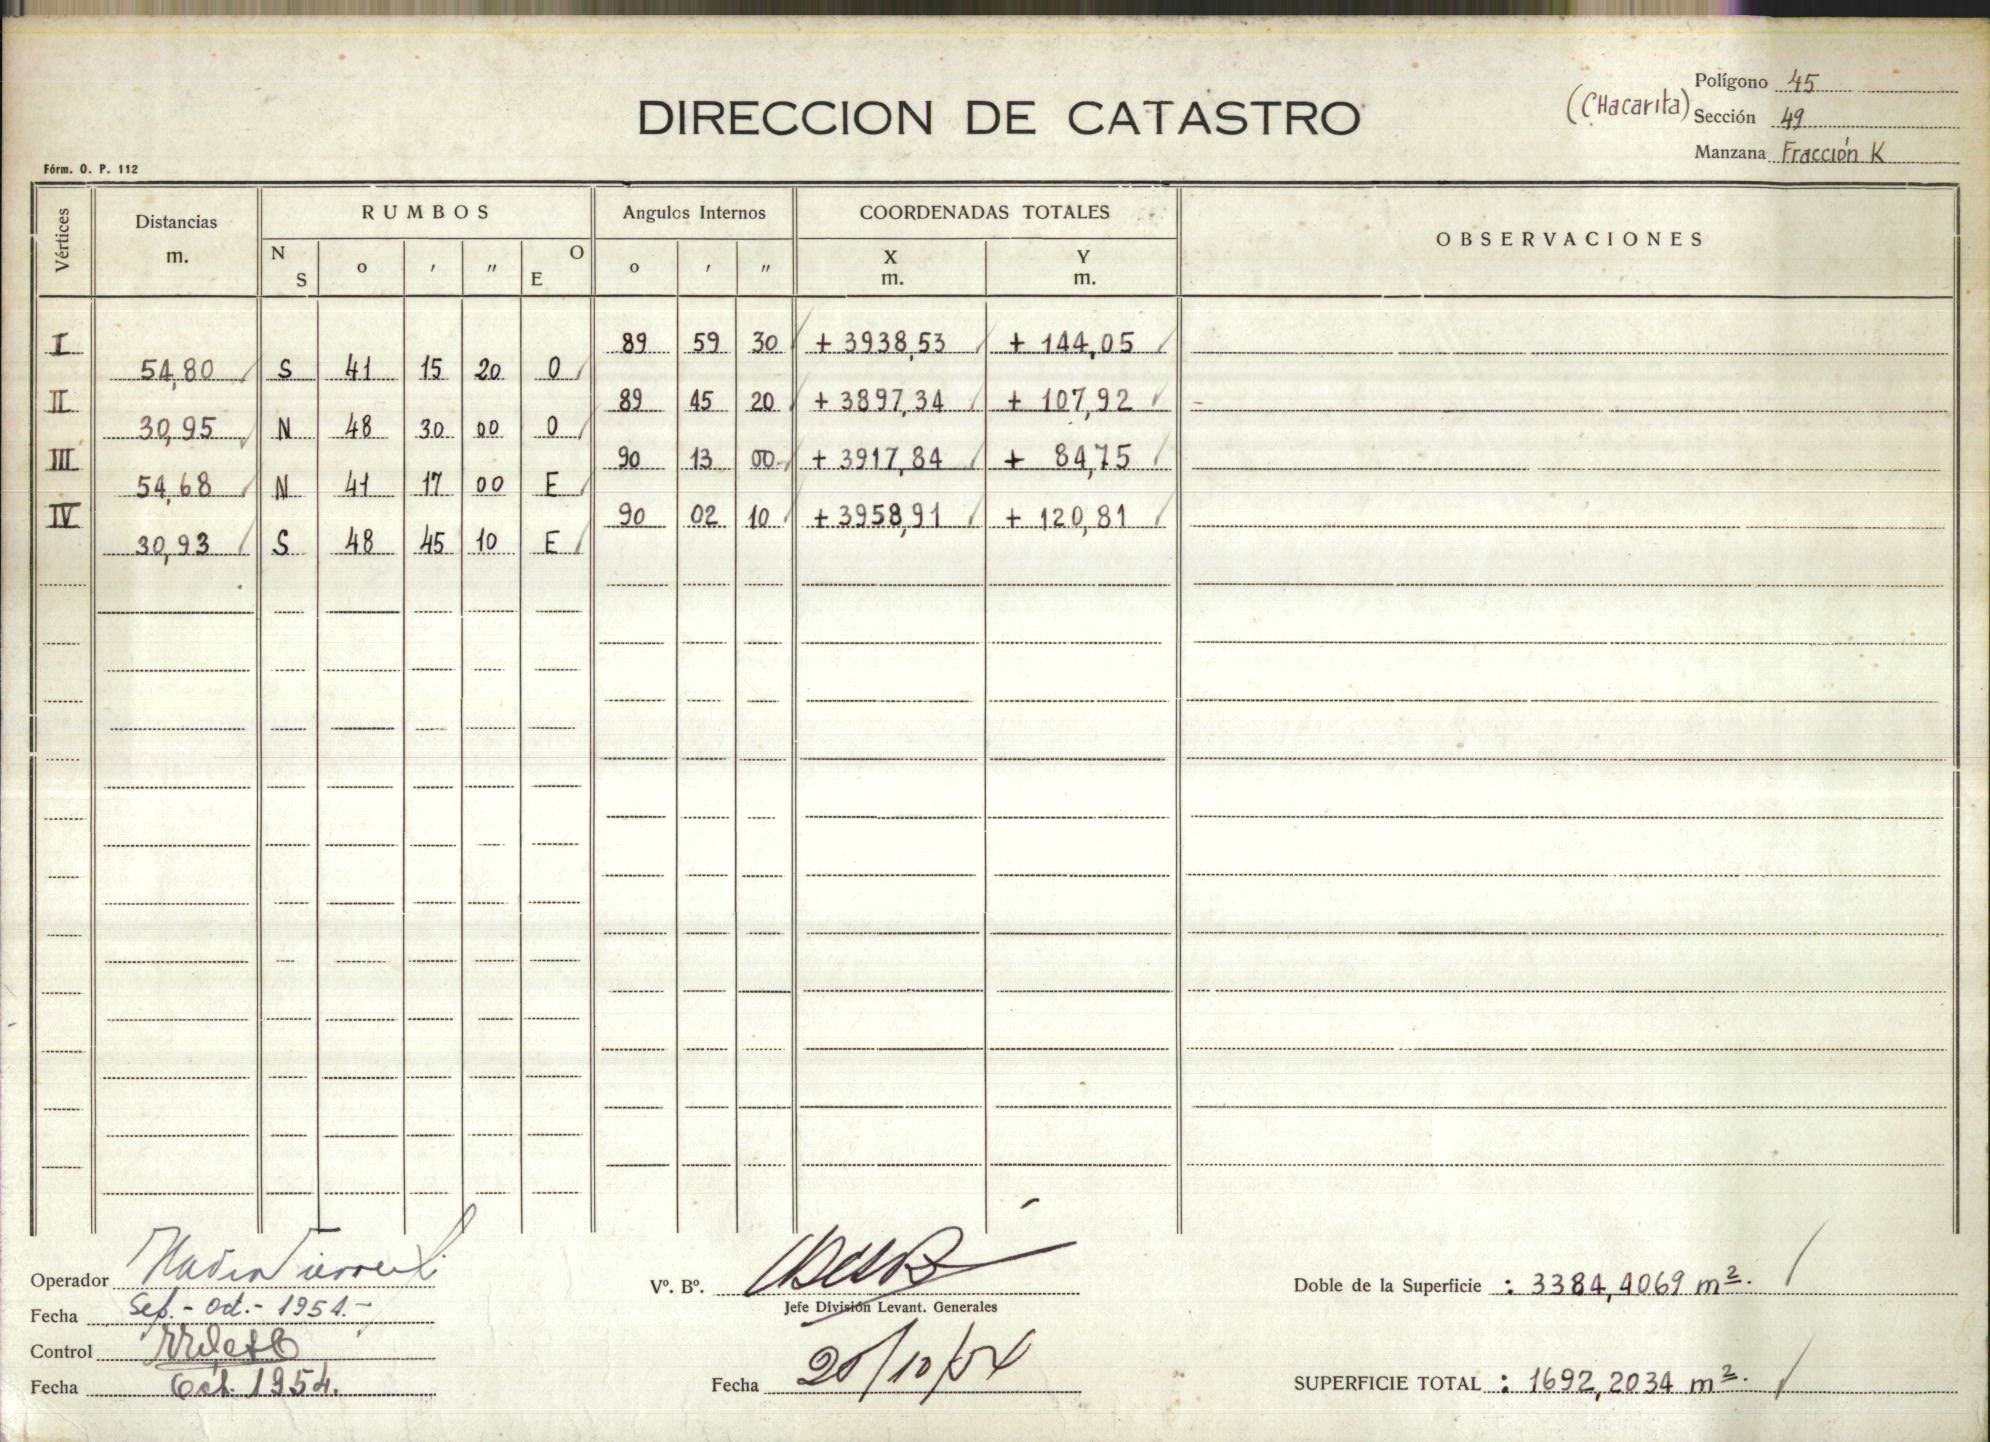 DIRECCION DE CATASTRO
(CHacarita)
Polígono 45
Sección 49
Manzana Fracción K
Fórm. O. P. 112
Vértices Distancias m. RUMBOS Angulos Internos COORDENADAS TOTALES OBSERVACIONES
N S o ' " O E o ' " X m. Y m.
I 89 59 30 + 3938,53 + 144,05
54,80 S 41 15 20 O
II 89 45 20 + 3897,34 + 107,92
30,95 N 48 30 00 O
III 90 13 00 + 3917,84 + 84,75
54,68 N 41 17 00 E
IV 90 02 10 + 3958,91 + 120,81
30,93 S 48 45 10 E
Operador
Fecha Sep.- oct.- 1954.-
Control
Fecha Oct. 1954.
Vº. Bº.
Jefe División Levant. Generales
Fecha 20/10/54
Doble de la Superficie : 3384,4069 m².
SUPERFICIE TOTAL : 1692,2034 m².